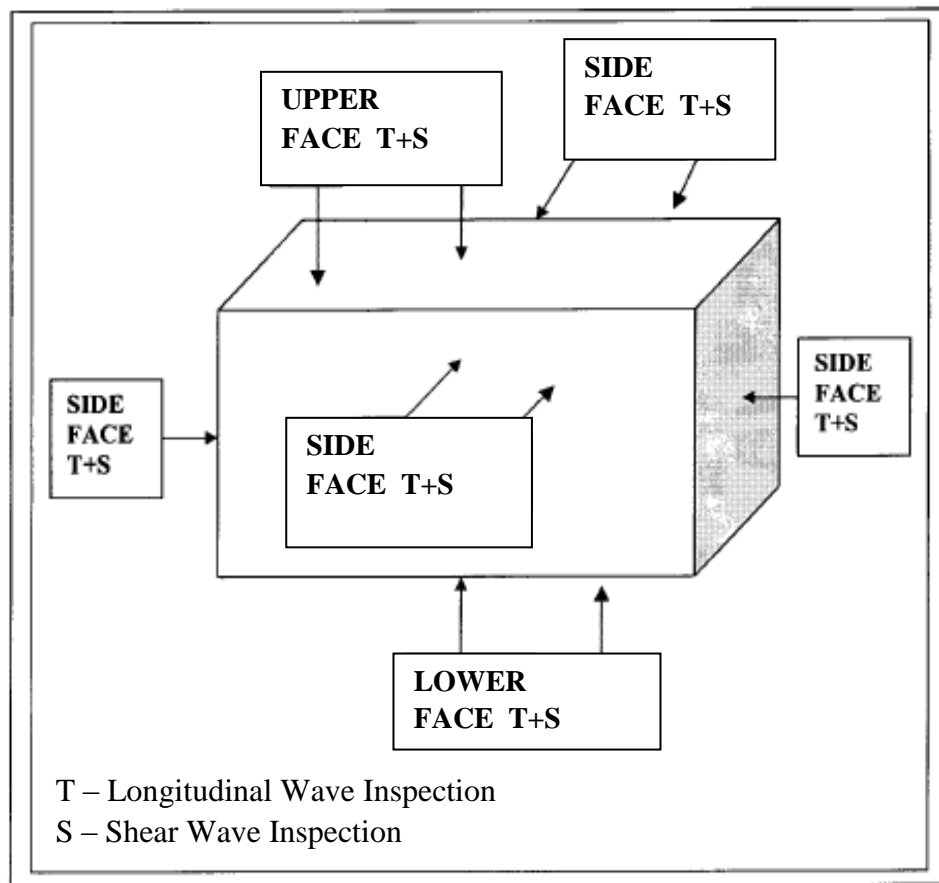 UPPER
FACE T+S
SIDE
FACE T+S
SIDE
FACE
T+S
SIDE
FACE T+S
SIDE
FACE
T+S
LOWER
FACE T+S
T – Longitudinal Wave Inspection
S – Shear Wave Inspection